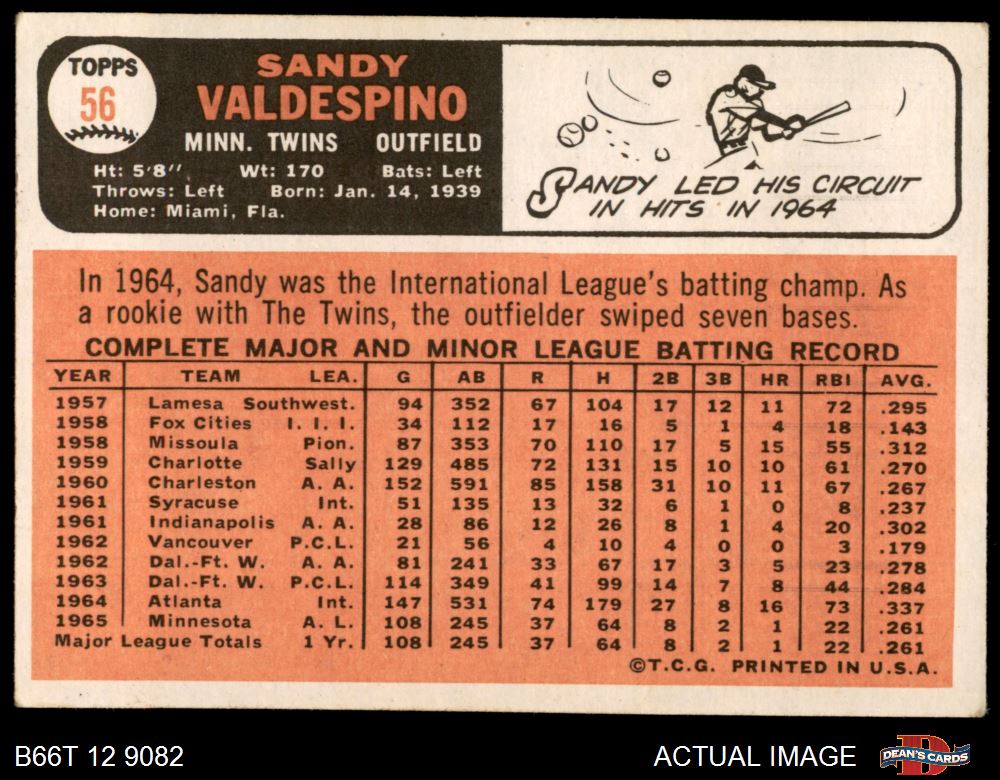 TOPPS
56
SANDY
VALDESPINO
MINN. TWINS OUTFIELD
Ht: 5'8" Wt: 170 Bats: Left
Throws: Left Born: Jan. 14, 1939
Home: Miami, Fla.
SANDY LED HIS CIRCUIT
IN HITS IN 1964
In 1964, Sandy was the International League's batting champ. As
a rookie with The Twins, the outfielder swiped seven bases.
COMPLETE MAJOR AND MINOR LEAGUE BATTING RECORD
YEAR TEAM LEA. G AB R H 2B 3B HR RBI AVG.
1957 Lamesa Southwest. 94 352 67 104 17 12 11 72 .295
1958 Fox Cities I. I. I. 34 112 17 16 5 1 4 18 .143
1958 Missoula Pion. 87 353 70 110 17 5 15 55 .312
1959 Charlotte Sally 129 485 72 131 15 10 10 61 .270
1960 Charleston A. A. 152 591 85 158 31 10 11 67 .267
1961 Syracuse Int. 51 135 13 32 6 1 0 8 .237
1961 Indianapolis A. A. 28 86 12 26 8 1 4 20 .302
1962 Vancouver P.C.L. 21 56 4 10 4 0 0 3 .179
1962 Dal.-Ft. W. A. A. 81 241 33 67 17 3 5 23 .278
1963 Dal.-Ft. W. P.C.L. 114 349 41 99 14 7 8 44 .284
1964 Atlanta Int. 147 531 74 179 27 8 16 73 .337
1965 Minnesota A. L. 108 245 37 64 8 2 1 22 .261
Major League Totals 1 Yr. 108 245 37 64 8 2 1 22 .261
©T.C.G. PRINTED IN U.S.A.
B66T 12 9082 ACTUAL IMAGE DEAN'S CARDS